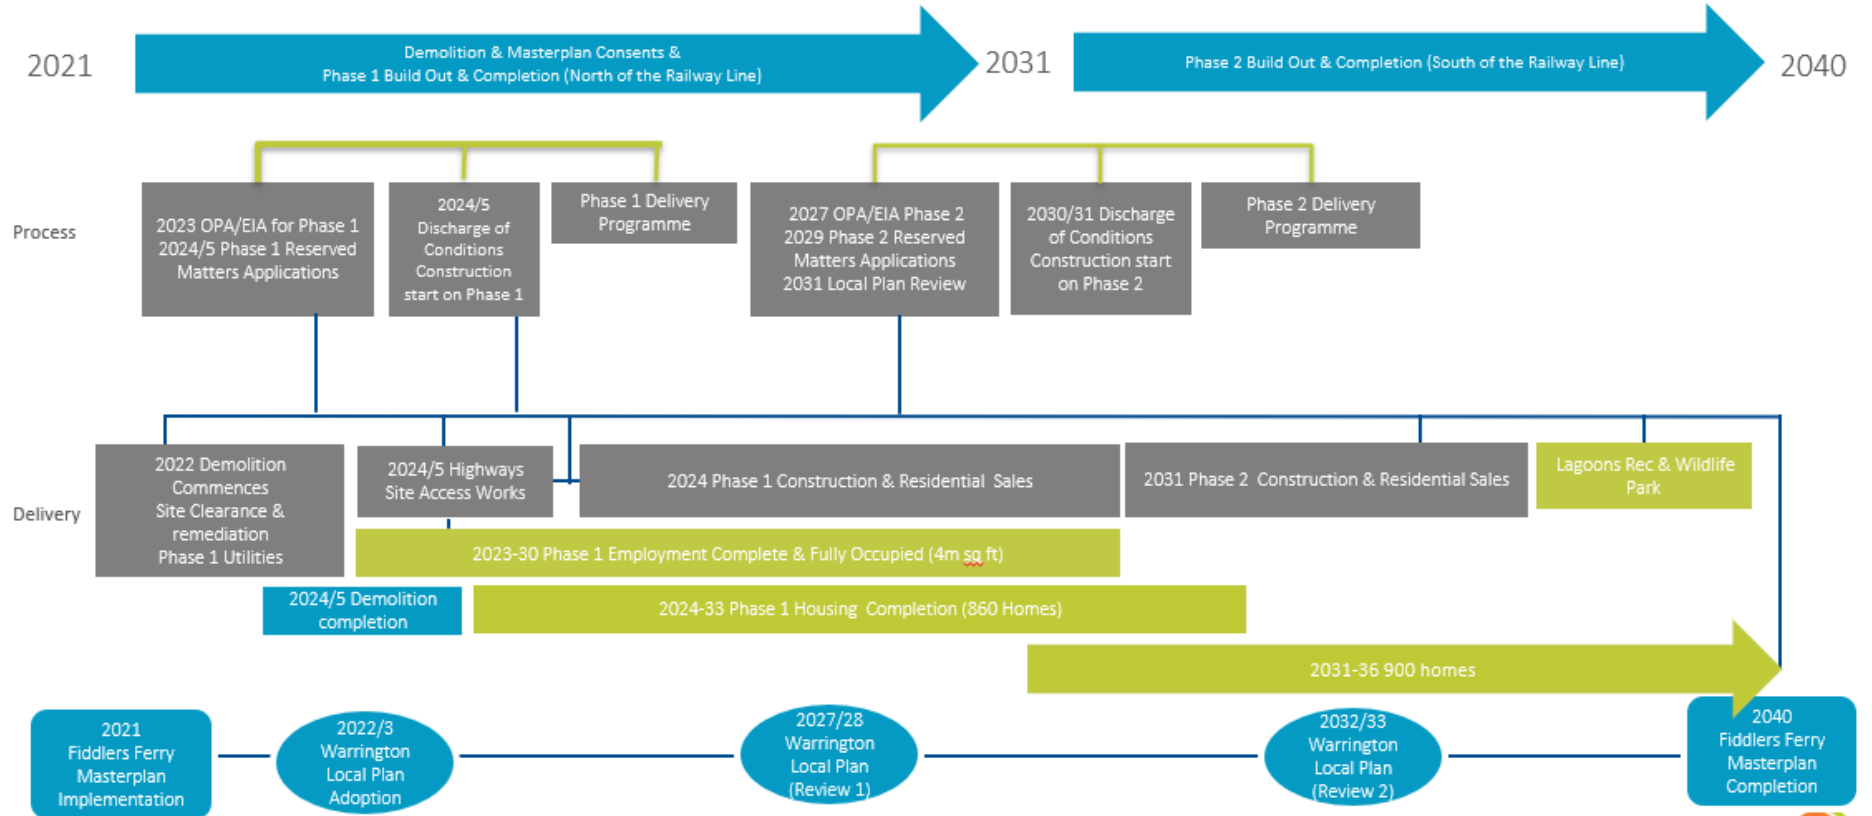 2021
Demolition & Masterplan Consents &
Phase 1 Build Out & Completion (North of the Railway Line)
2031
Phase 2 Build Out & Completion (South of the Railway Line)
2040
Process
2023 OPA/EIA for Phase 1
2024/5 Phase 1 Reserved
Matters Applications
2024/5
Discharge of
Conditions
Construction
start on Phase 1
Phase 1 Delivery
Programme
2027 OPA/EIA Phase 2
2029 Phase 2 Reserved
Matters Applications
2031 Local Plan Review
2030/31 Discharge
of Conditions
Construction start
on Phase 2
Phase 2 Delivery
Programme
Delivery
2022 Demolition
Commences
Site Clearance &
remediation
Phase 1 Utilities
2024/5 Highways
Site Access Works
2024 Phase 1 Construction & Residential Sales
2031 Phase 2 Construction & Residential Sales
Lagoons Rec & Wildlife
Park
2023-30 Phase 1 Employment Complete & Fully Occupied (4m sq ft)
2024/5 Demolition
completion
2024-33 Phase 1 Housing Completion (860 Homes)
2031-36 900 homes
2021
Fiddlers Ferry
Masterplan
Implementation
2022/3
Warrington
Local Plan
Adoption
2027/28
Warrington
Local Plan
(Review 1)
2032/33
Warrington
Local Plan
(Review 2)
2040
Fiddlers Ferry
Masterplan
Completion